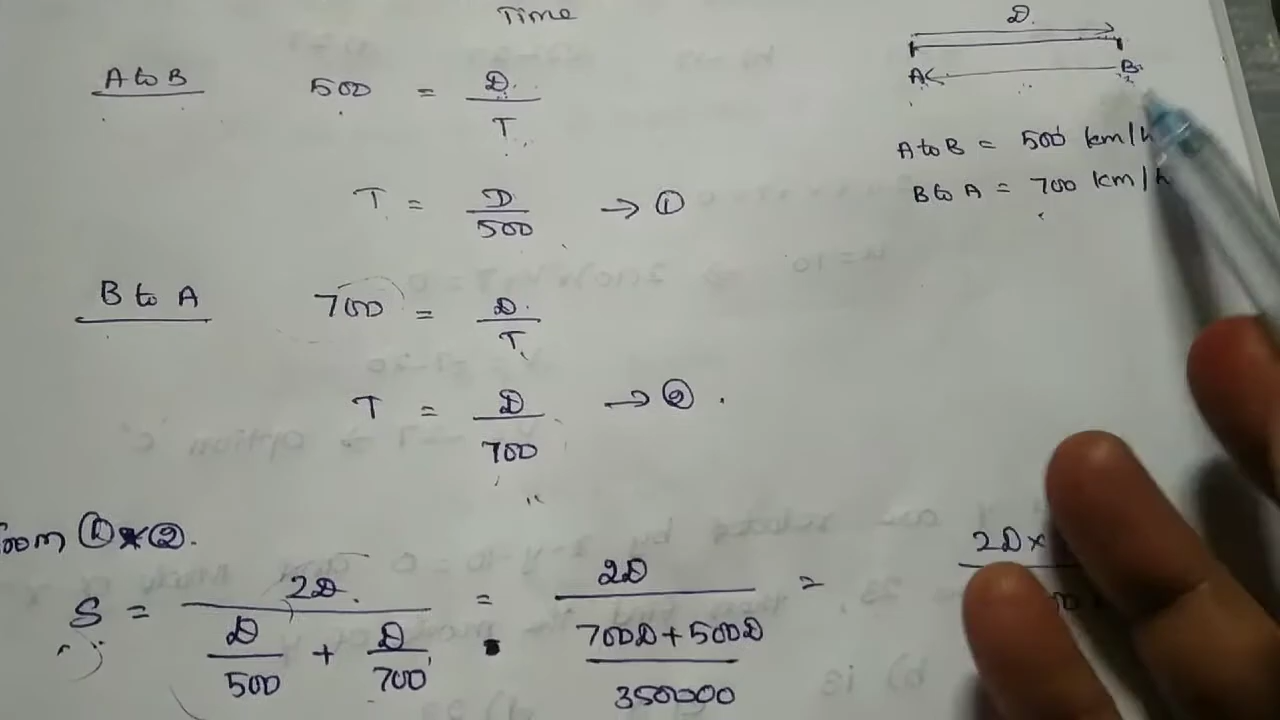 Time
A to B 500 = D / T
T = D / 500 → ①
B to A 700 = D / T
T = D / 700 → ②.
from ① & ②.
S = 2D / (D / 500 + D / 700) = 2D / (700D + 500D / 350000) = 2D ×
D
A B
A to B = 500 km/h
B to A = 700 km/h